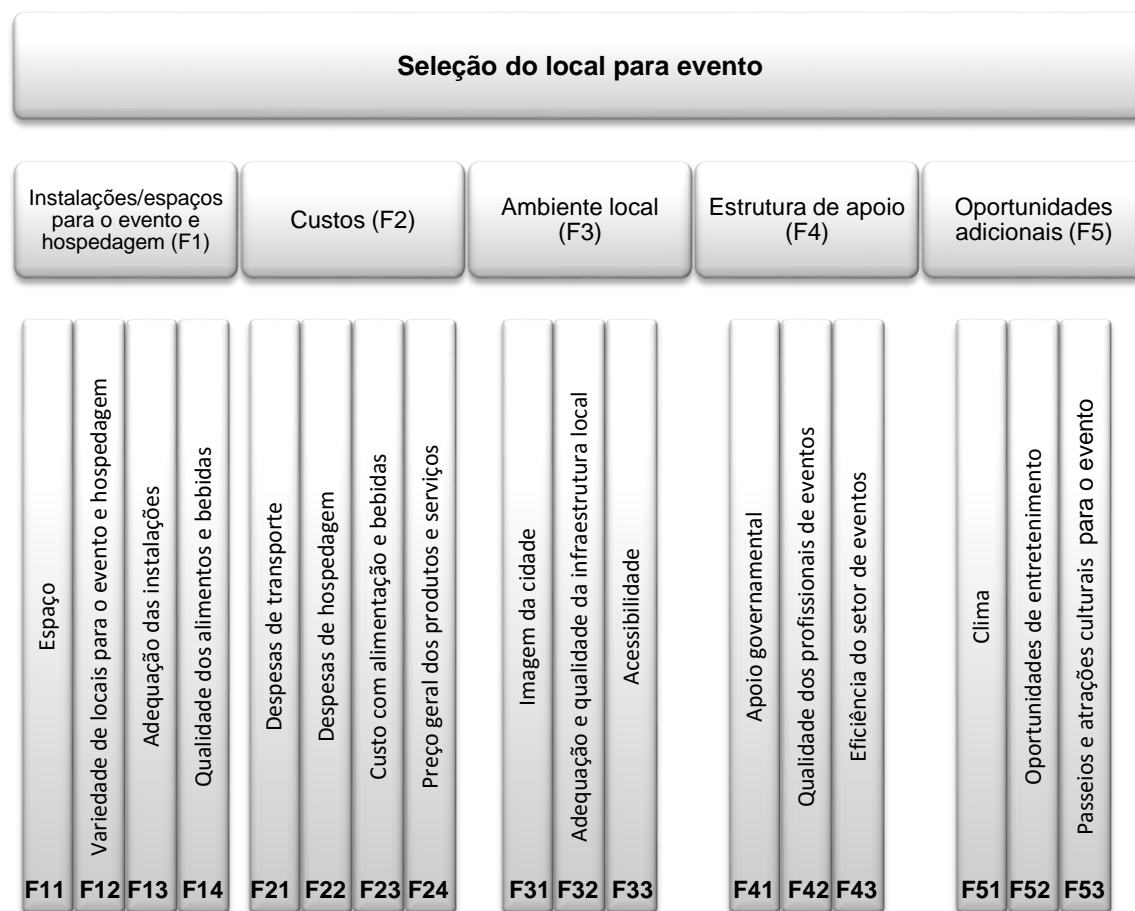 Seleção do local para evento
Instalações/espaços
para o evento e
hospedagem (F1)
Custos (F2)
Ambiente local
(F3)
Estrutura de apoio
(F4)
Oportunidades
adicionais (F5)
Espaço
Variedade de locais para o evento e hospedagem
Adequação das instalações
Qualidade dos alimentos e bebidas
Despesas de transporte
Despesas de hospedagem
Custo com alimentação e bebidas
Preço geral dos produtos e serviços
Imagem da cidade
Adequação e qualidade da infraestrutura local
Acessibilidade
Apoio governamental
Qualidade dos profissionais de eventos
Eficiência do setor de eventos
Clima
Oportunidades de entretenimento
Passeios e atrações culturais para o evento
F11
F12
F13
F14
F21
F22
F23
F24
F31
F32
F33
F41
F42
F43
F51
F52
F53